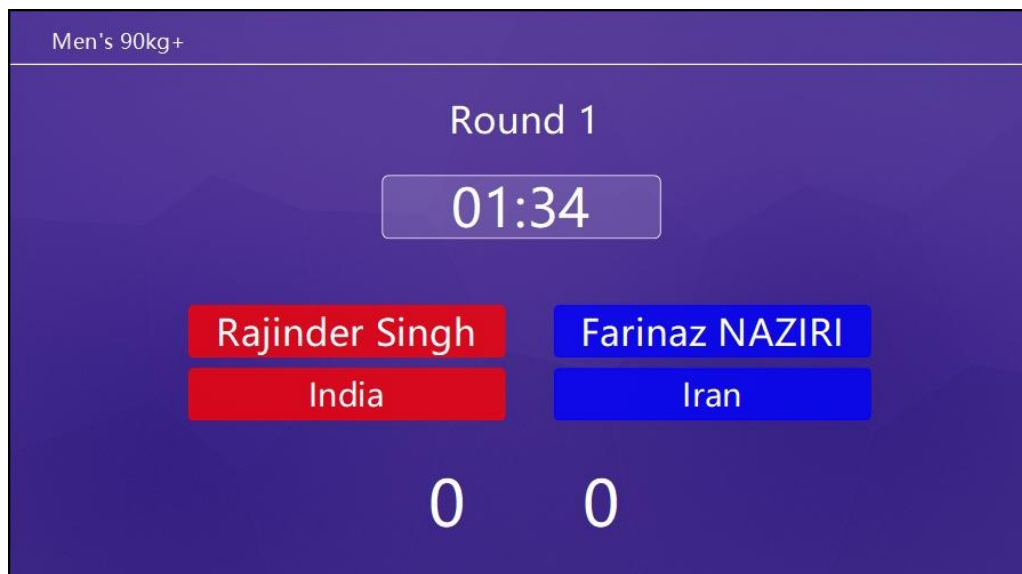 Men's 90kg+
Round 1
01:34
Rajinder Singh
Farinaz NAZIRI
India
Iran
0
0